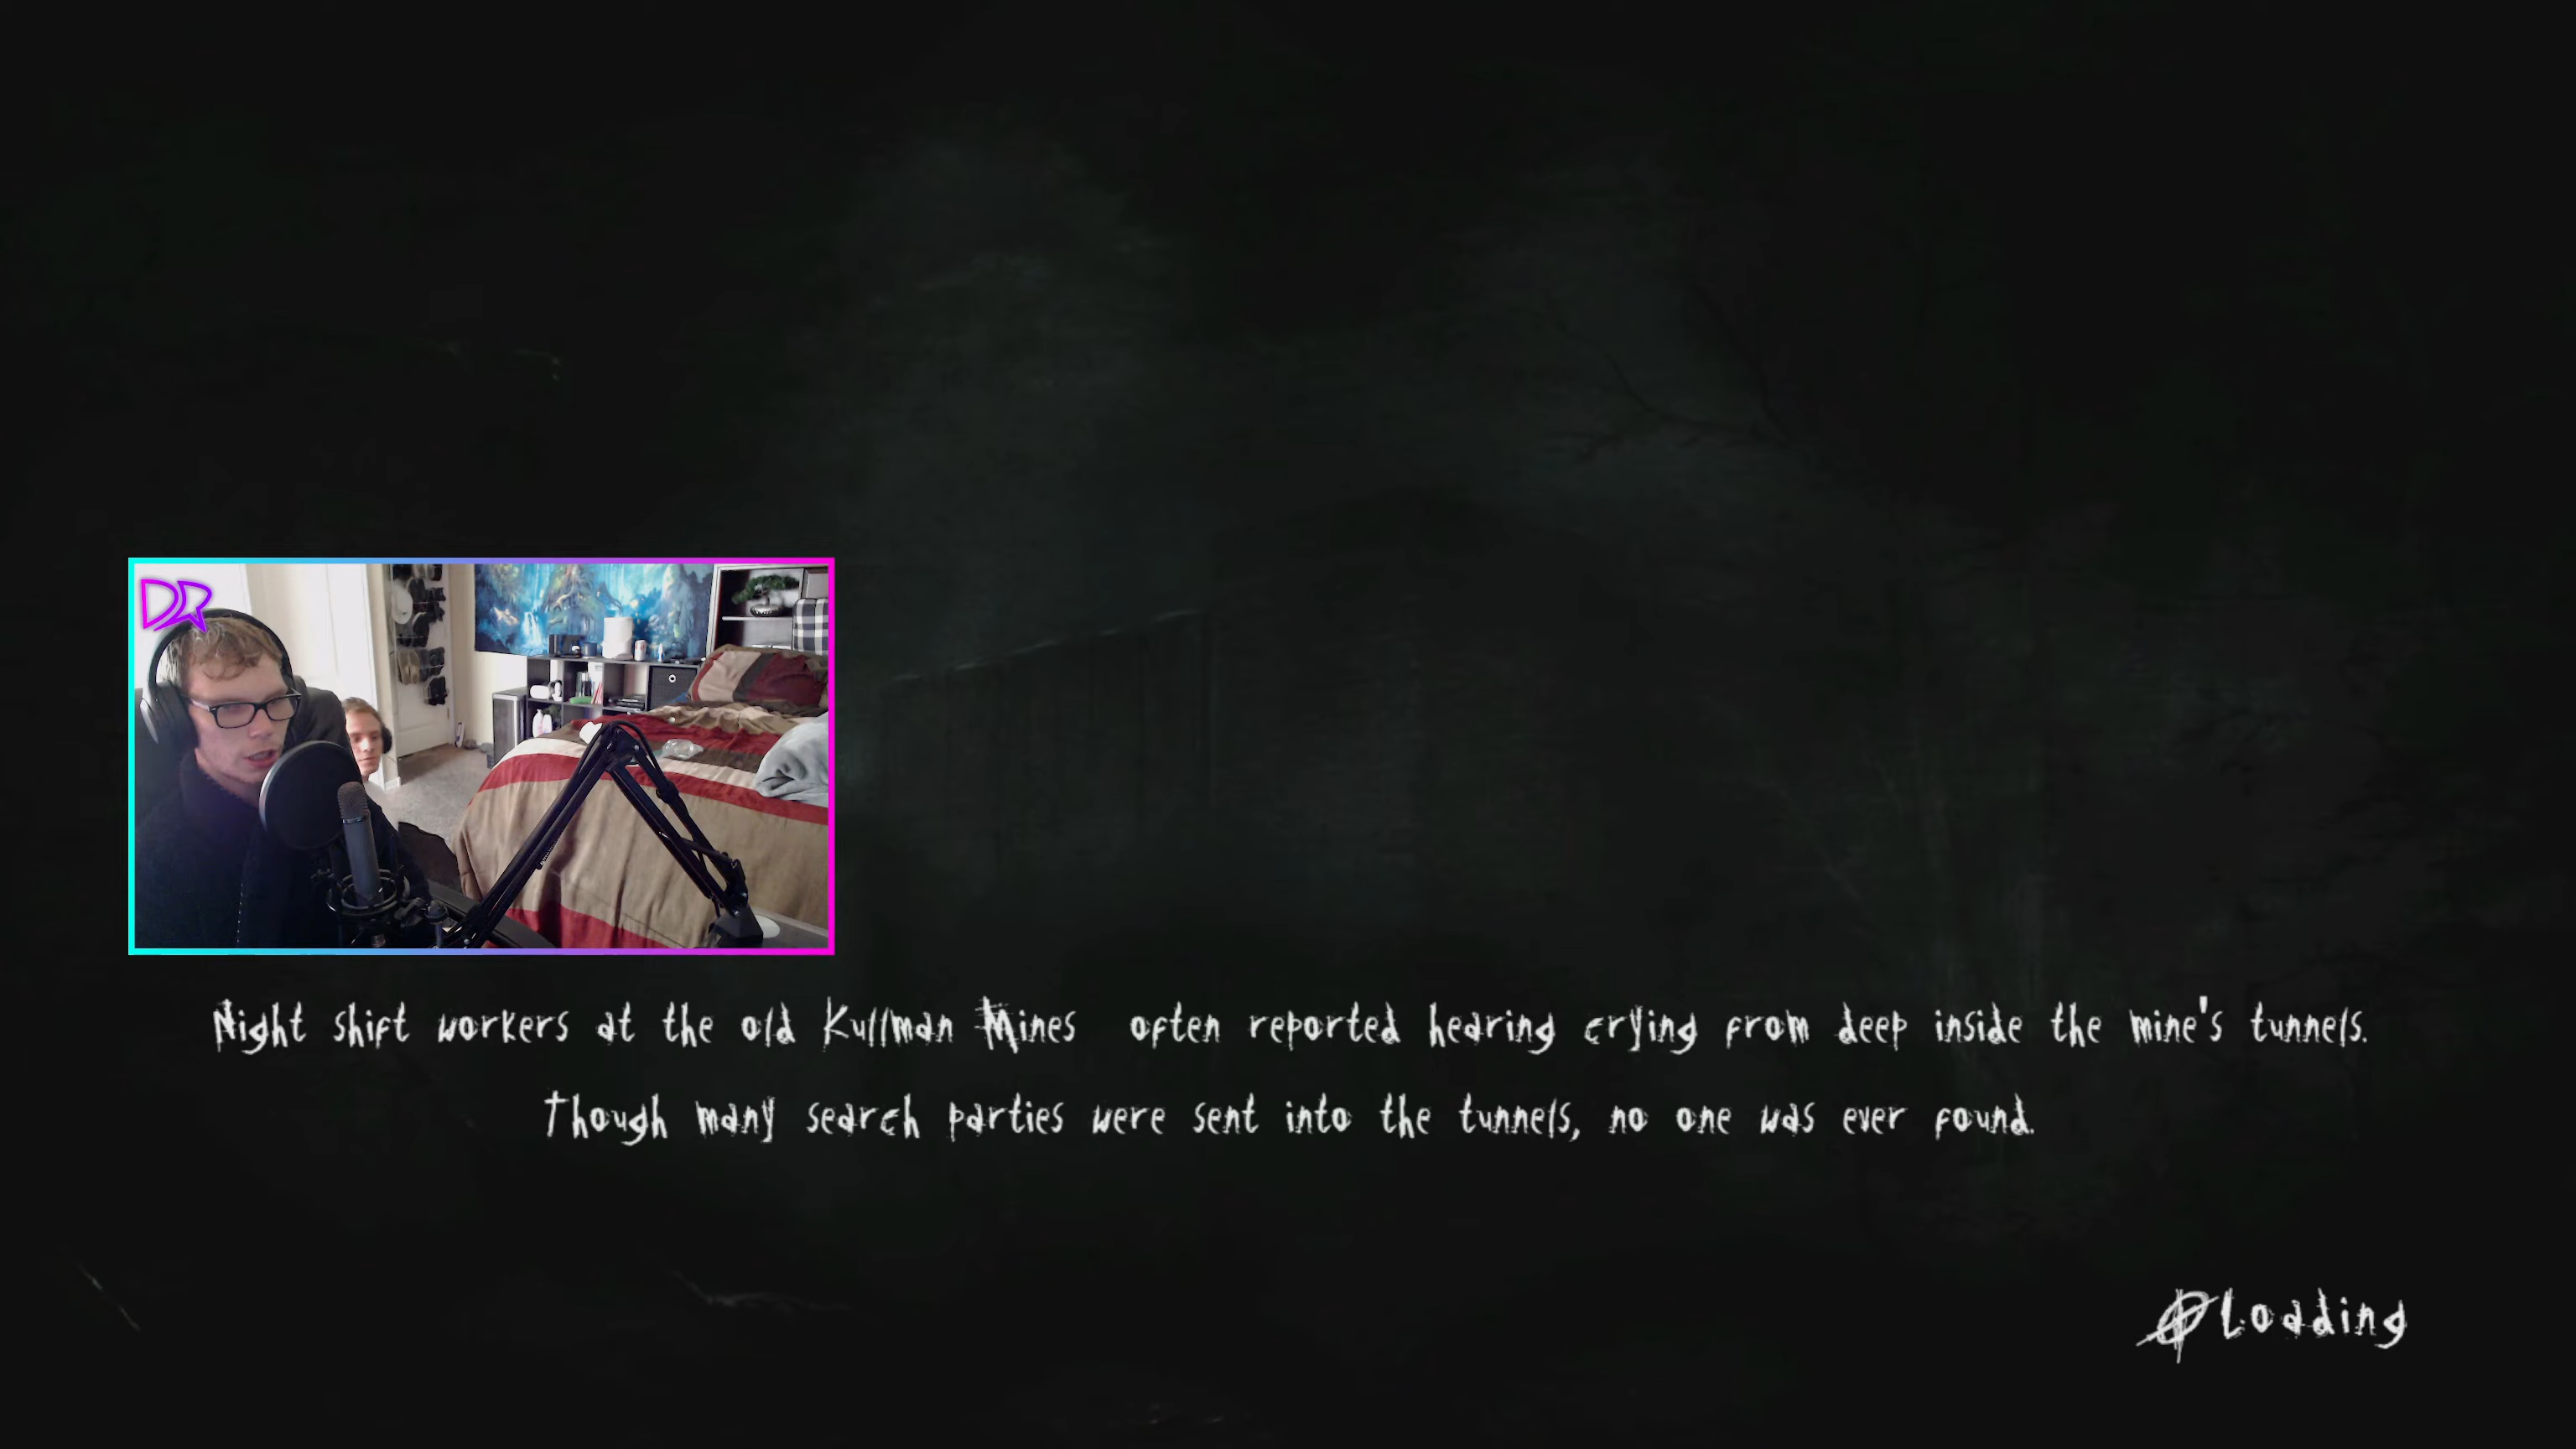 DR
Night shift workers at the old Kullman Mines often reported hearing crying from deep inside the mine's tunnels.
Though many search parties were sent into the tunnels, no one was ever found.
Loading